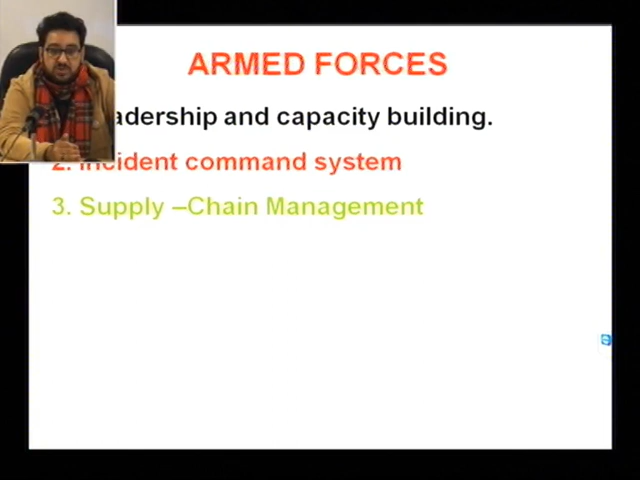 ARMED FORCES
adership and capacity building.
2. Incident command system
3. Supply –Chain Management